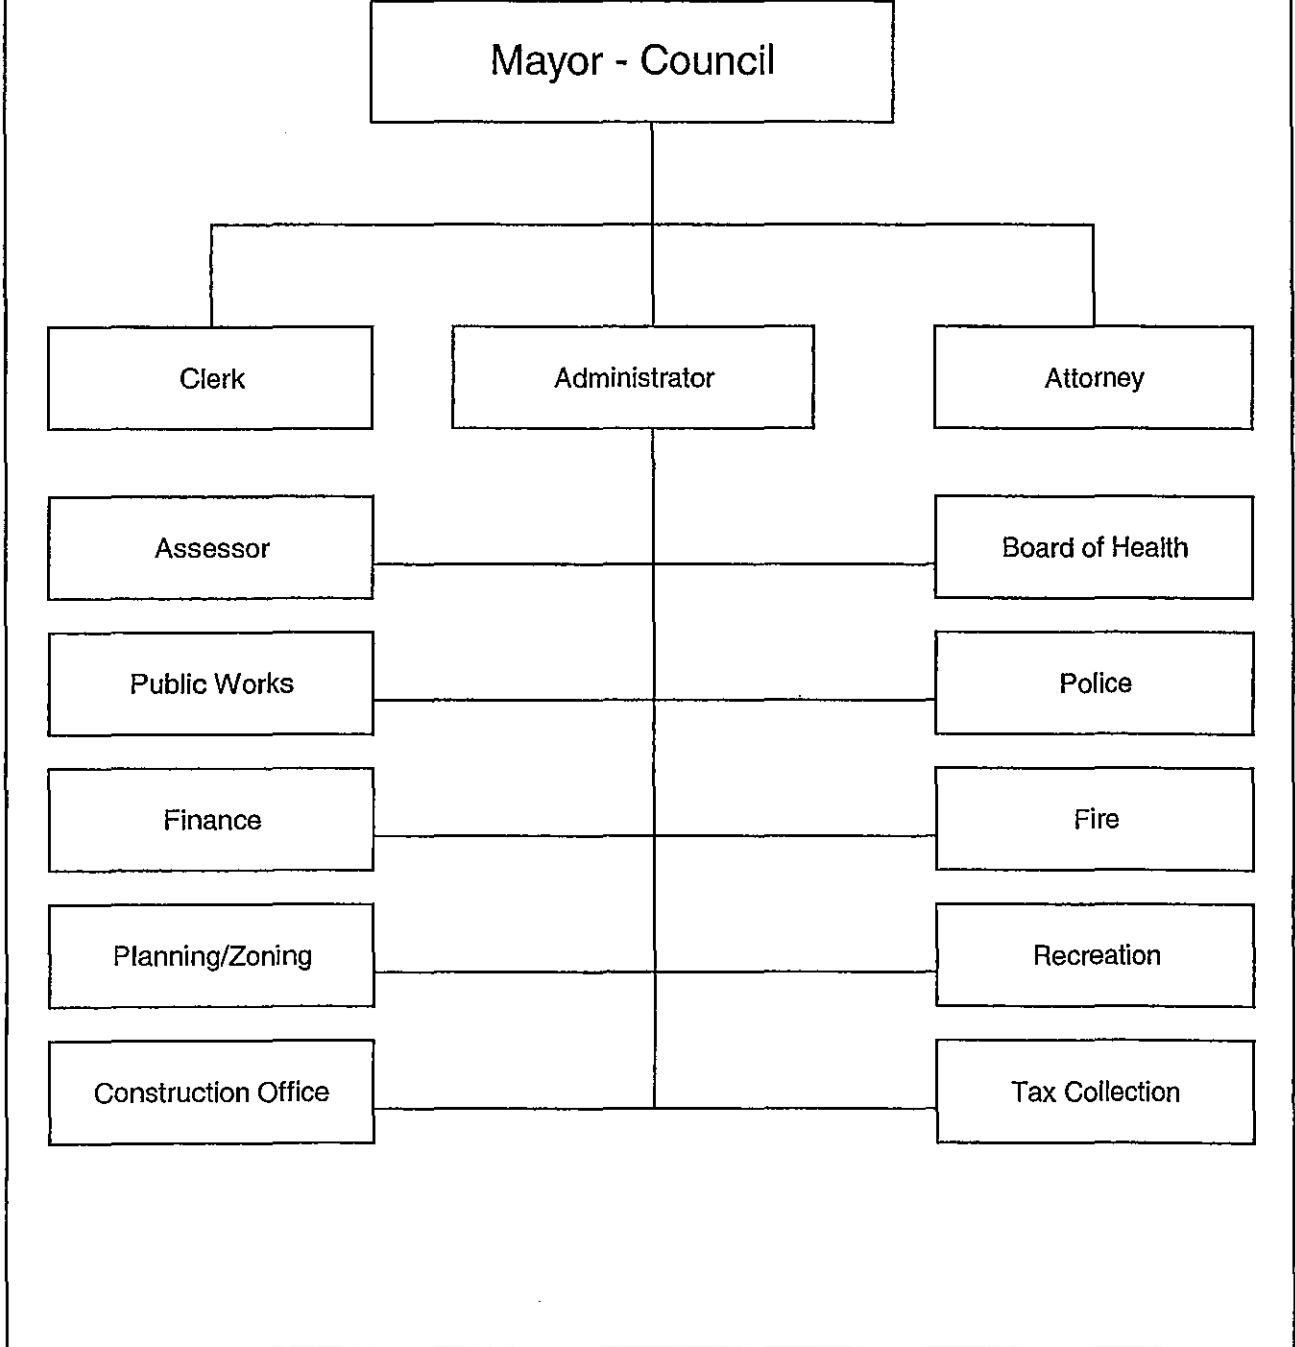 Mayor - Council
Clerk
Administrator
Attorney
Assessor
Board of Health
Public Works
Police
Finance
Fire
Planning/Zoning
Recreation
Construction Office
Tax Collection